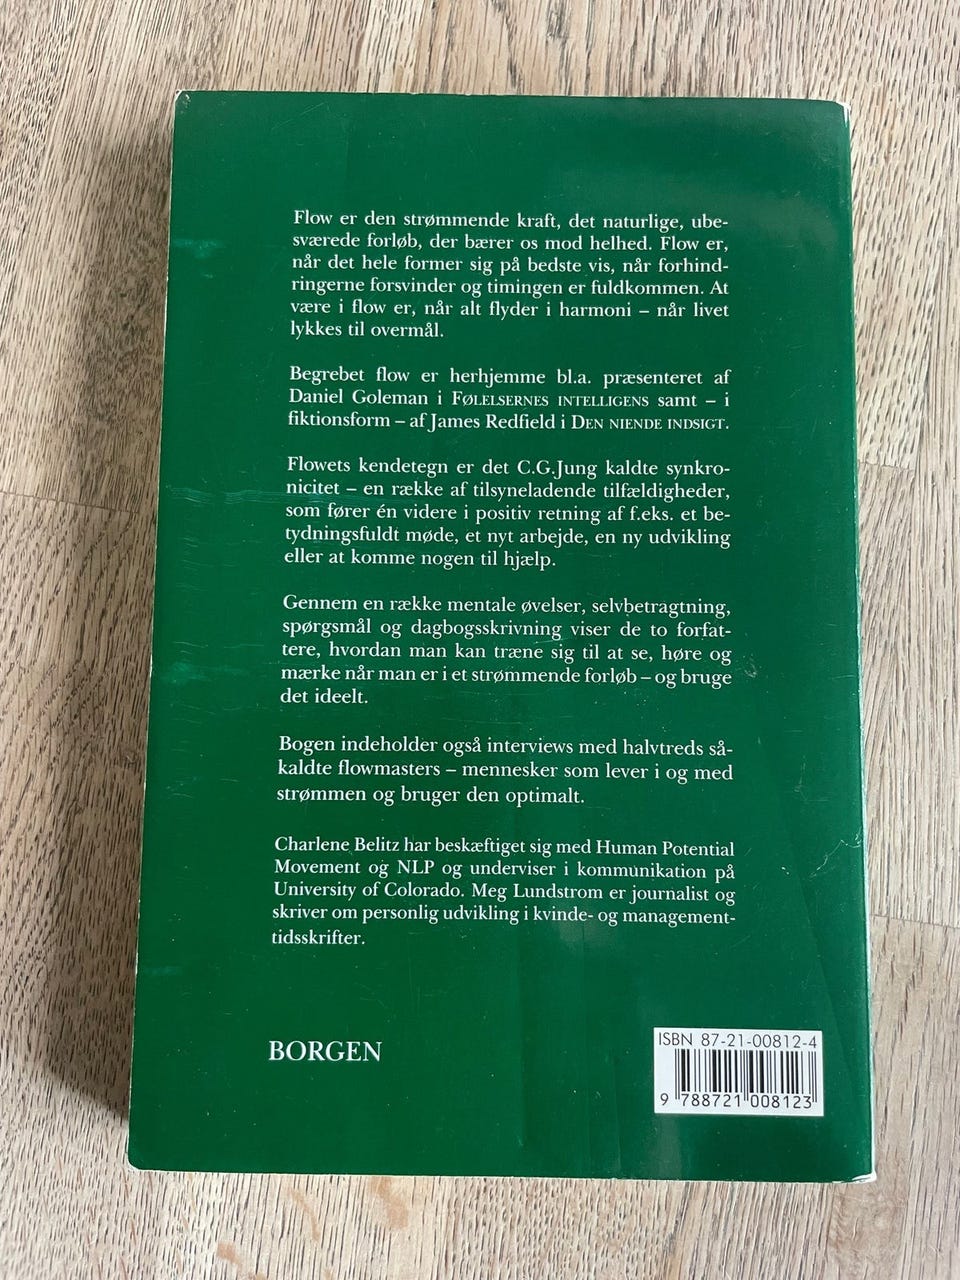 Flow er den strømmende kraft, det naturlige, ube-
sværede forløb, der bærer os mod helhed. Flow er,
når det hele former sig på bedste vis, når forhind-
ringerne forsvinder og timingen er fuldkommen. At
være i flow er, når alt flyder i harmoni – når livet
lykkes til overmål.
Begrebet flow er herhjemme bl.a. præsenteret af
Daniel Goleman i FØLELSERNES INTELLIGENS samt – i
fiktionsform – af James Redfield i DEN NIENDE INDSIGT.
Flowets kendetegn er det C.G.Jung kaldte synkro-
nicitet – en række af tilsyneladende tilfældigheder,
som fører én videre i positiv retning af f.eks. et be-
tydningsfuldt møde, et nyt arbejde, en ny udvikling
eller at komme nogen til hjælp.
Gennem en række mentale øvelser, selvbetragtning,
spørgsmål og dagbogsskrivning viser de to forfat-
tere, hvordan man kan træne sig til at se, høre og
mærke når man er i et strømmende forløb – og bruge
det ideelt.
Bogen indeholder også interviews med halvtreds så-
kaldte flowmasters – mennesker som lever i og med
strømmen og bruger den optimalt.
Charlene Belitz har beskæftiget sig med Human Potential
Movement og NLP og underviser i kommunikation på
University of Colorado. Meg Lundstrom er journalist og
skriver om personlig udvikling i kvinde- og management-
tidsskrifter.
BORGEN
ISBN 87-21-00812-4
9 788721 008123